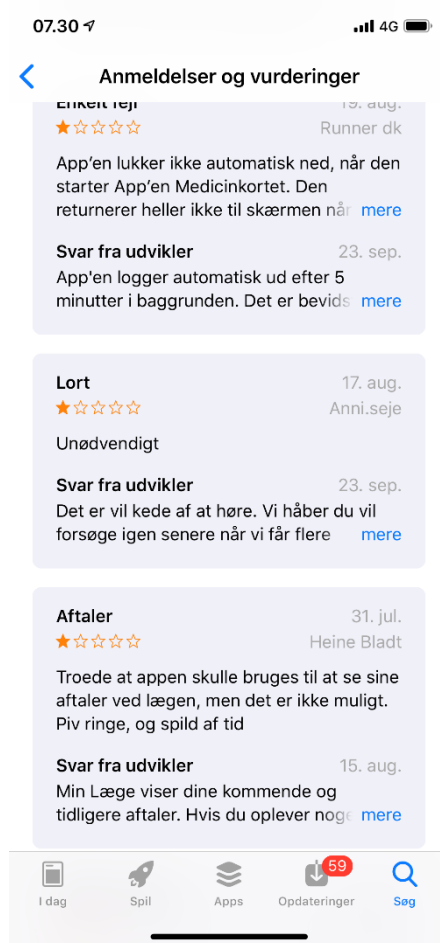 07.30
4G
Anmeldelser og vurderinger
Enkelt fejl
19. aug.
Runner dk
App'en lukker ikke automatisk ned, når den
starter App'en Medicinkortet. Den
returnerer heller ikke til skærmen når mere
Svar fra udvikler
23. sep.
App'en logger automatisk ud efter 5
minutter i baggrunden. Det er bevids mere
Lort
17. aug.
Anni.seje
Unødvendigt
Svar fra udvikler
23. sep.
Det er vil kede af at høre. Vi håber du vil
forsøge igen senere når vi får flere mere
Aftaler
31. jul.
Heine Bladt
Troede at appen skulle bruges til at se sine
aftaler ved lægen, men det er ikke muligt.
Piv ringe, og spild af tid
Svar fra udvikler
15. aug.
Min Læge viser dine kommende og
tidligere aftaler. Hvis du oplever noge mere
59
I dag
Spil
Apps
Opdateringer
Søg